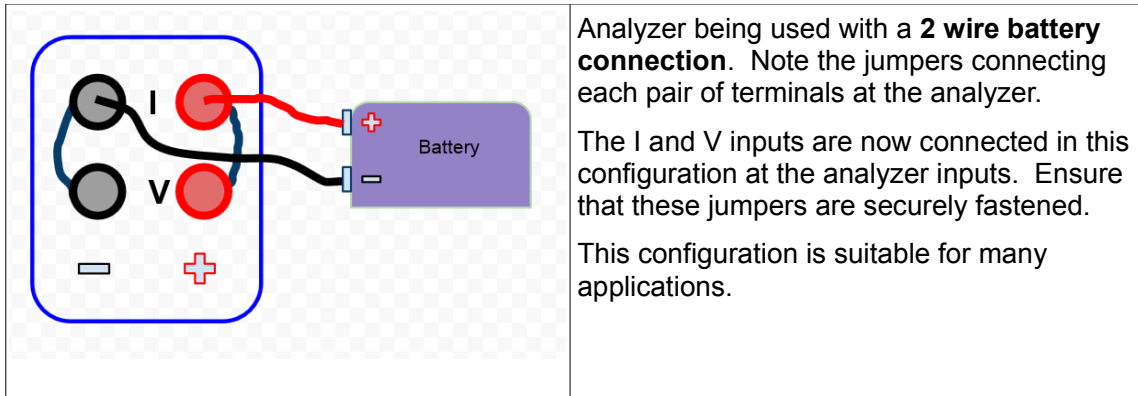 I
V
Battery
Analyzer being used with a 2 wire battery
connection. Note the jumpers connecting
each pair of terminals at the analyzer.
The I and V inputs are now connected in this
configuration at the analyzer inputs. Ensure
that these jumpers are securely fastened.
This configuration is suitable for many
applications.